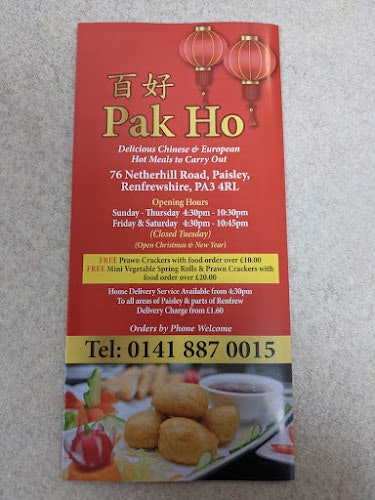 百好
Pak Ho
Delicious Chinese & European
Hot Meals to Carry Out
76 Netherhill Road, Paisley,
Renfrewshire, PA3 4RL
Opening Hours
Sunday - Thursday 4:30pm - 10:30pm
Friday & Saturday 4:30pm - 10:45pm
(Closed Tuesday)
(Open Christmas & New Year)
FREE Prawn Crackers with food order over £10.00
FREE Mini Vegetable Spring Rolls & Prawn Crackers with
food order over £20.00
Home Delivery Service Available from 4:30pm
To all areas of Paisley & parts of Renfrew
Delivery Charge from £1.60
Orders by Phone Welcome
Tel: 0141 887 0015